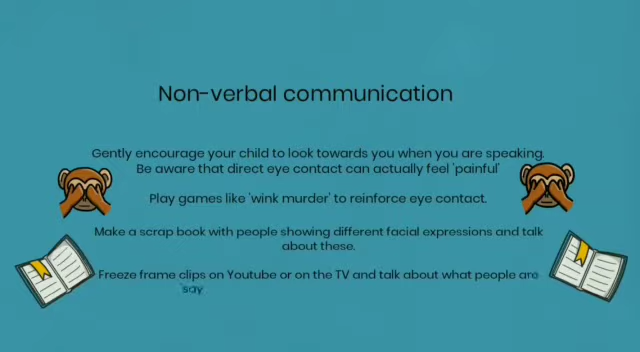 Non-verbal communication
Gently encourage your child to look towards you when you are speaking.
Be aware that direct eye contact can actually feel 'painful'
Play games like 'wink murder' to reinforce eye contact.
Make a scrap book with people showing different facial expressions and talk
about these.
Freeze frame clips on Youtube or on the TV and talk about what people are
'say